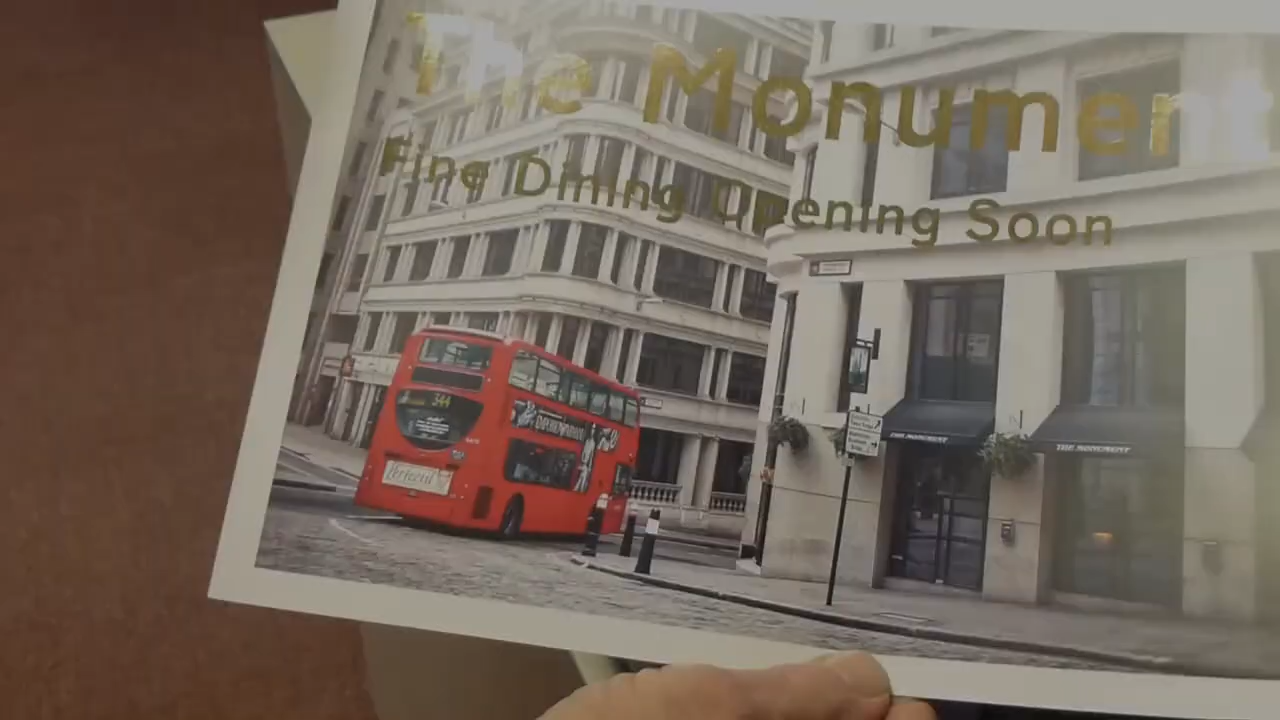 The Monument
Fine Dining Opening Soon
344
THE MONUMENT
THE MONUMENT